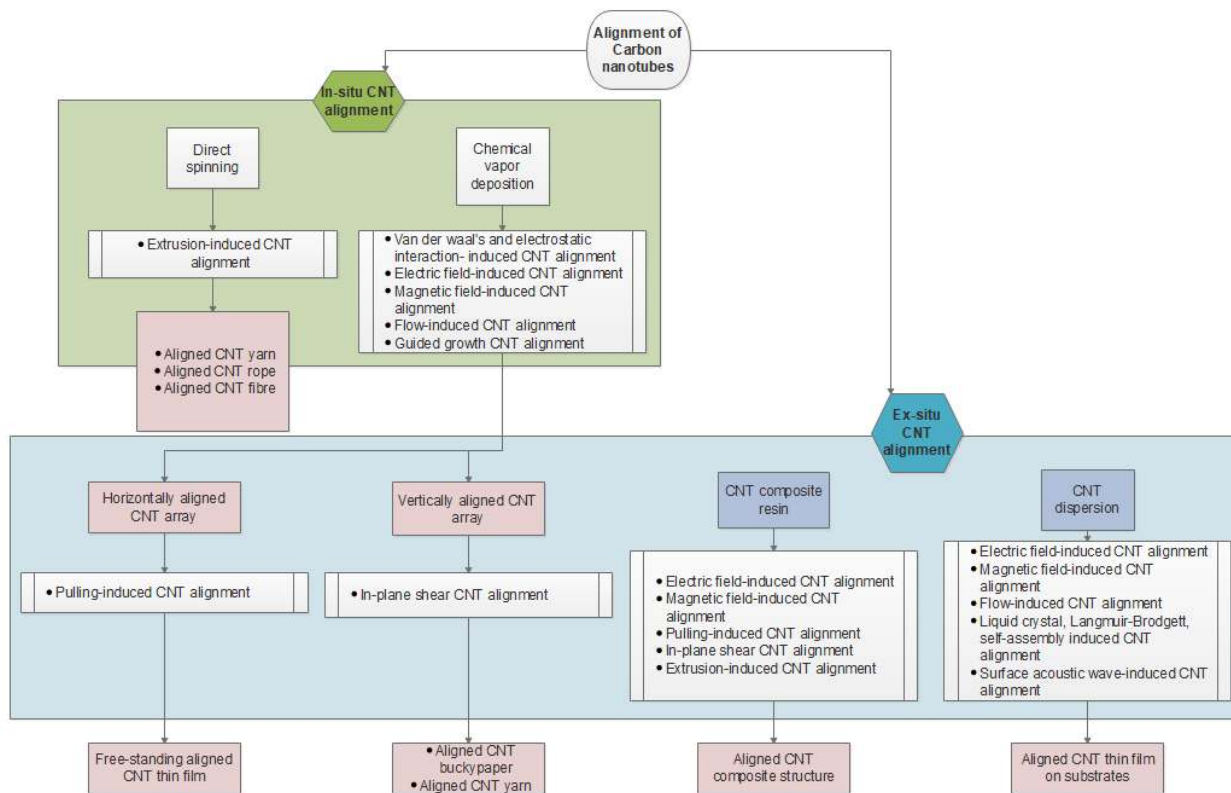 Alignment of
Carbon
nanotubes
In-situ CNT
alignment
Direct
spinning
Chemical
vapor
deposition
• Extrusion-induced CNT
alignment
• Van der waal's and electrostatic
interaction- induced CNT alignment
• Electric field-induced CNT alignment
• Magnetic field-induced CNT
alignment
• Flow-induced CNT alignment
• Guided growth CNT alignment
• Aligned CNT yarn
• Aligned CNT rope
• Aligned CNT fibre
Ex-situ
CNT
alignment
Horizontally aligned
CNT array
Vertically aligned CNT
array
CNT composite
resin
CNT
dispersion
• Pulling-induced CNT alignment
• In-plane shear CNT alignment
• Electric field-induced CNT alignment
• Magnetic field-induced CNT
alignment
• Pulling-induced CNT alignment
• In-plane shear CNT alignment
• Extrusion-induced CNT alignment
• Electric field-induced CNT alignment
• Magnetic field-induced CNT
alignment
• Flow-induced CNT alignment
• Liquid crystal, Langmuir-Brodgett,
self-assembly induced CNT
alignment
• Surface acoustic wave-induced CNT
alignment
Free-standing aligned
CNT thin film
• Aligned CNT
buckypaper
• Aligned CNT yarn
Aligned CNT
composite structure
Aligned CNT thin film
on substrates